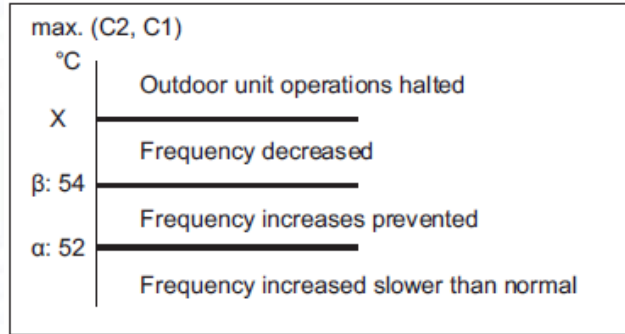 max. (C2, C1)
°C
Outdoor unit operations halted
X
Frequency decreased
β: 54
Frequency increases prevented
α: 52
Frequency increased slower than normal